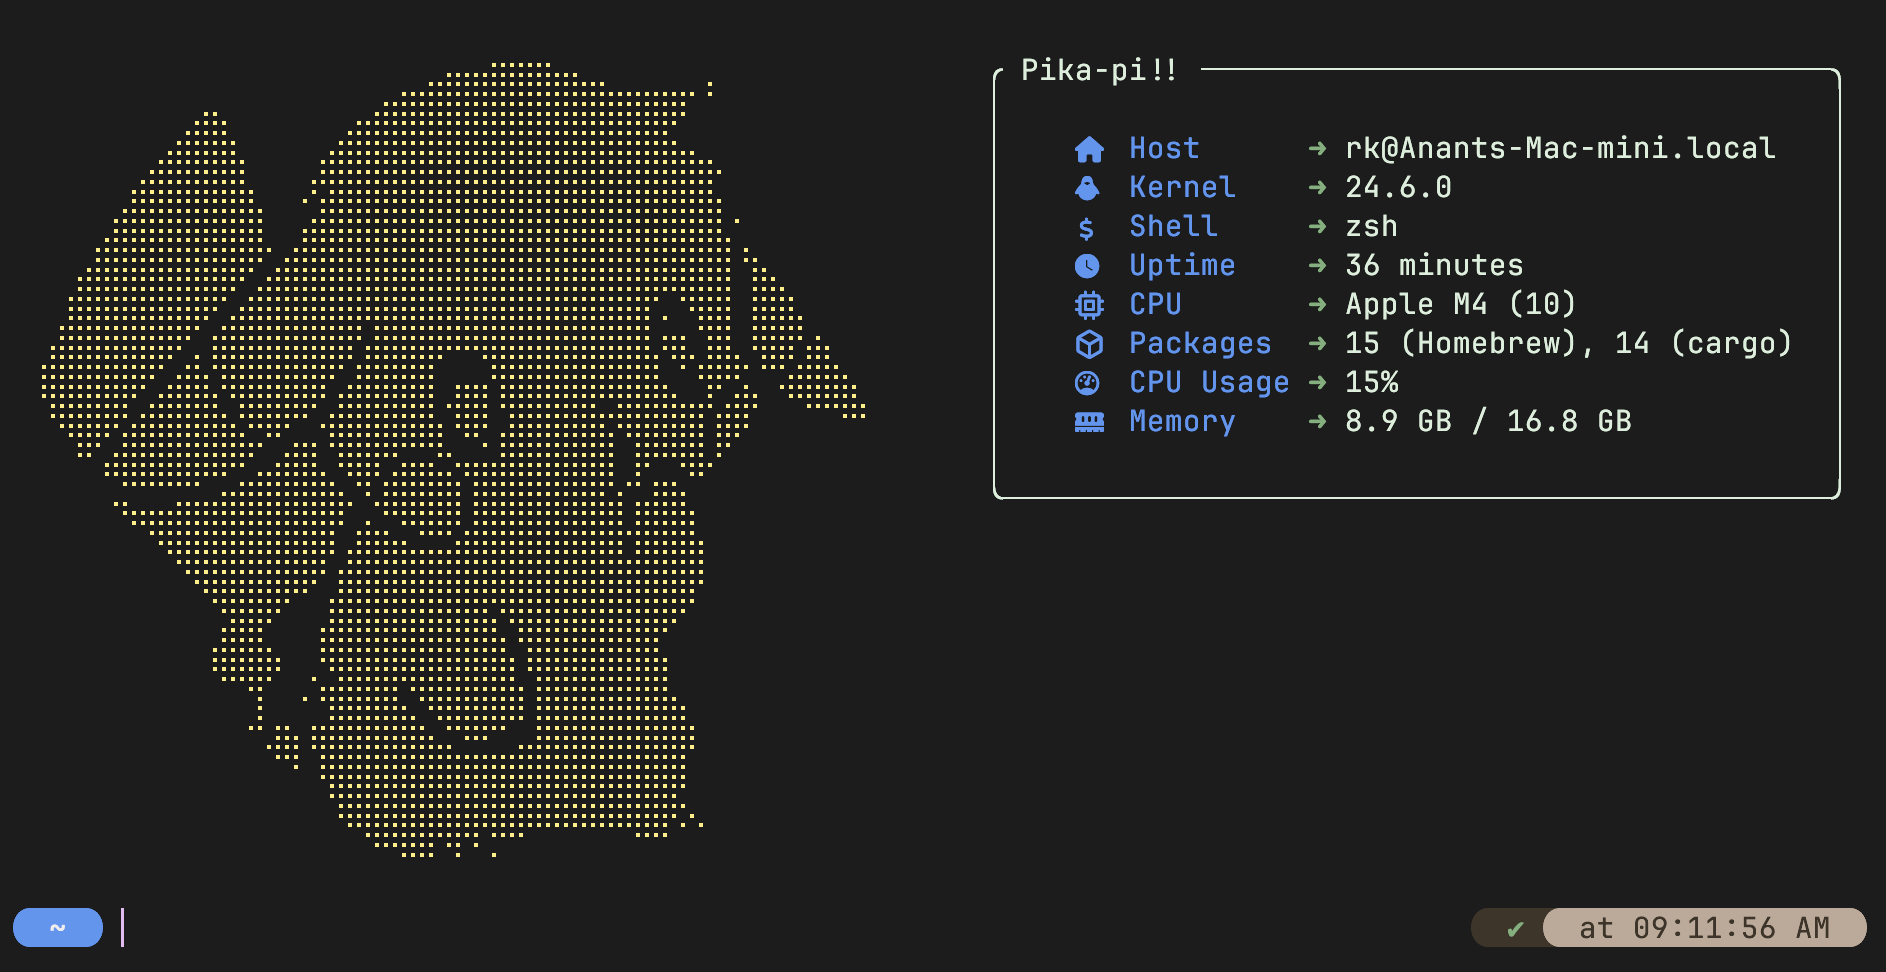 Pika-pi!!
Host ➜ rk@Anants-Mac-mini.local
Kernel ➜ 24.6.0
$ Shell ➜ zsh
Uptime ➜ 36 minutes
CPU ➜ Apple M4 (10)
Packages ➜ 15 (Homebrew), 14 (cargo)
CPU Usage ➜ 15%
Memory ➜ 8.9 GB / 16.8 GB
~ ✔ at 09:11:56 AM